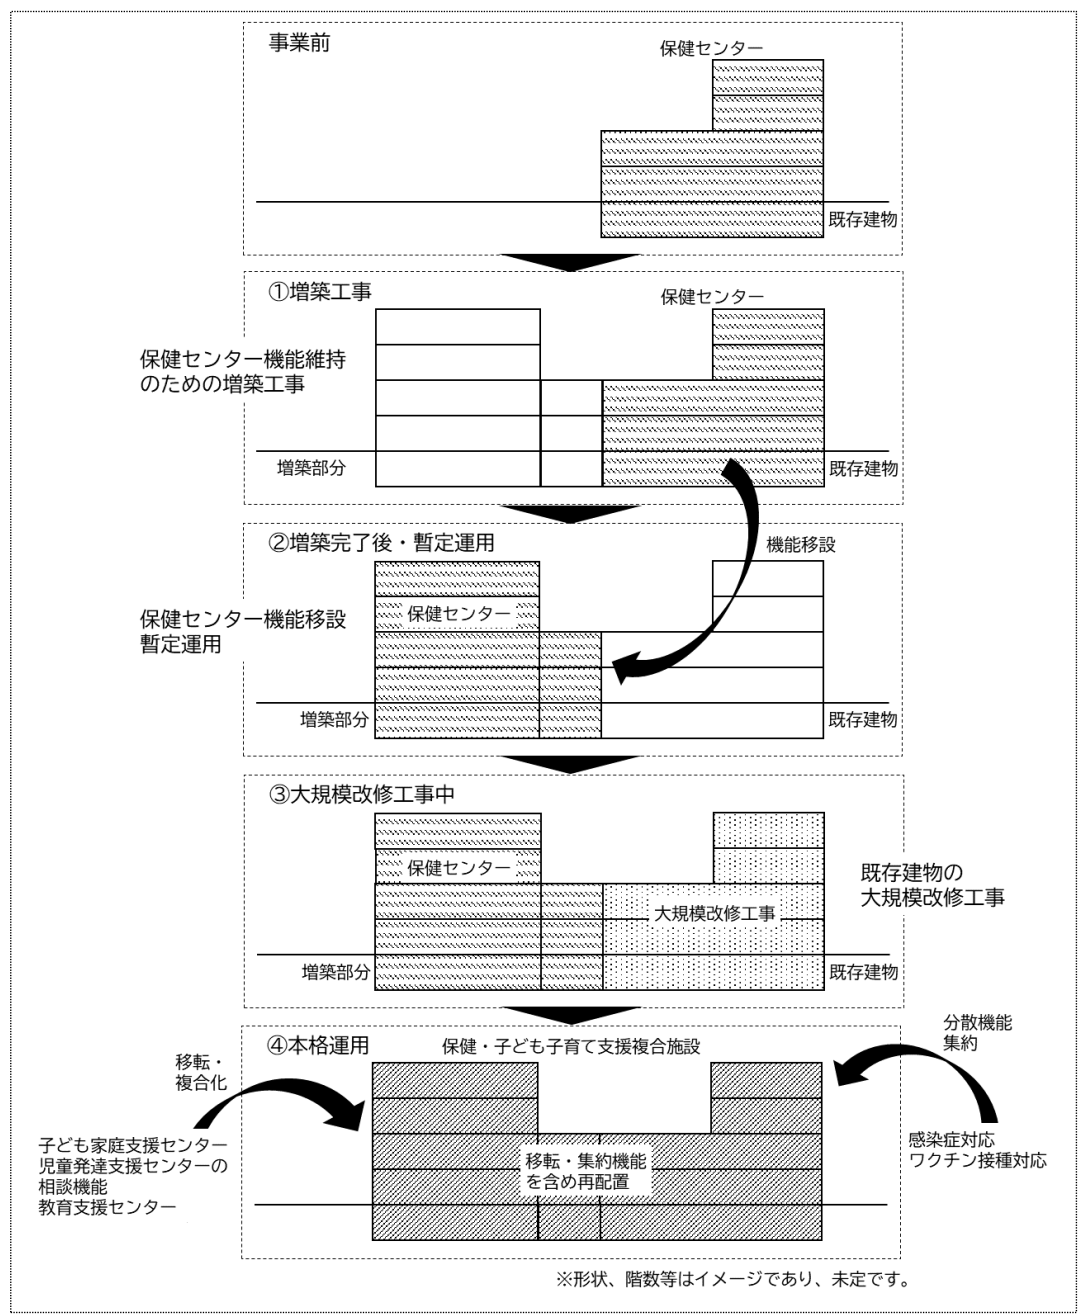 事業前
保健センター
既存建物
①増築工事
保健センター
保健センター機能維持
のための増築工事
増築部分
既存建物
②増築完了後・暫定運用
機能移設
保健センター
保健センター機能移設
暫定運用
増築部分
既存建物
③大規模改修工事中
保健センター
既存建物の
大規模改修工事
大規模改修工事
増築部分
既存建物
④本格運用
保健・子ども子育て支援複合施設
分散機能
集約
移転・
複合化
子ども家庭支援センター
児童発達支援センターの
相談機能
教育支援センター
移転・集約機能
を含め再配置
感染症対応
ワクチン接種対応
※形状、階数等はイメージであり、未定です。